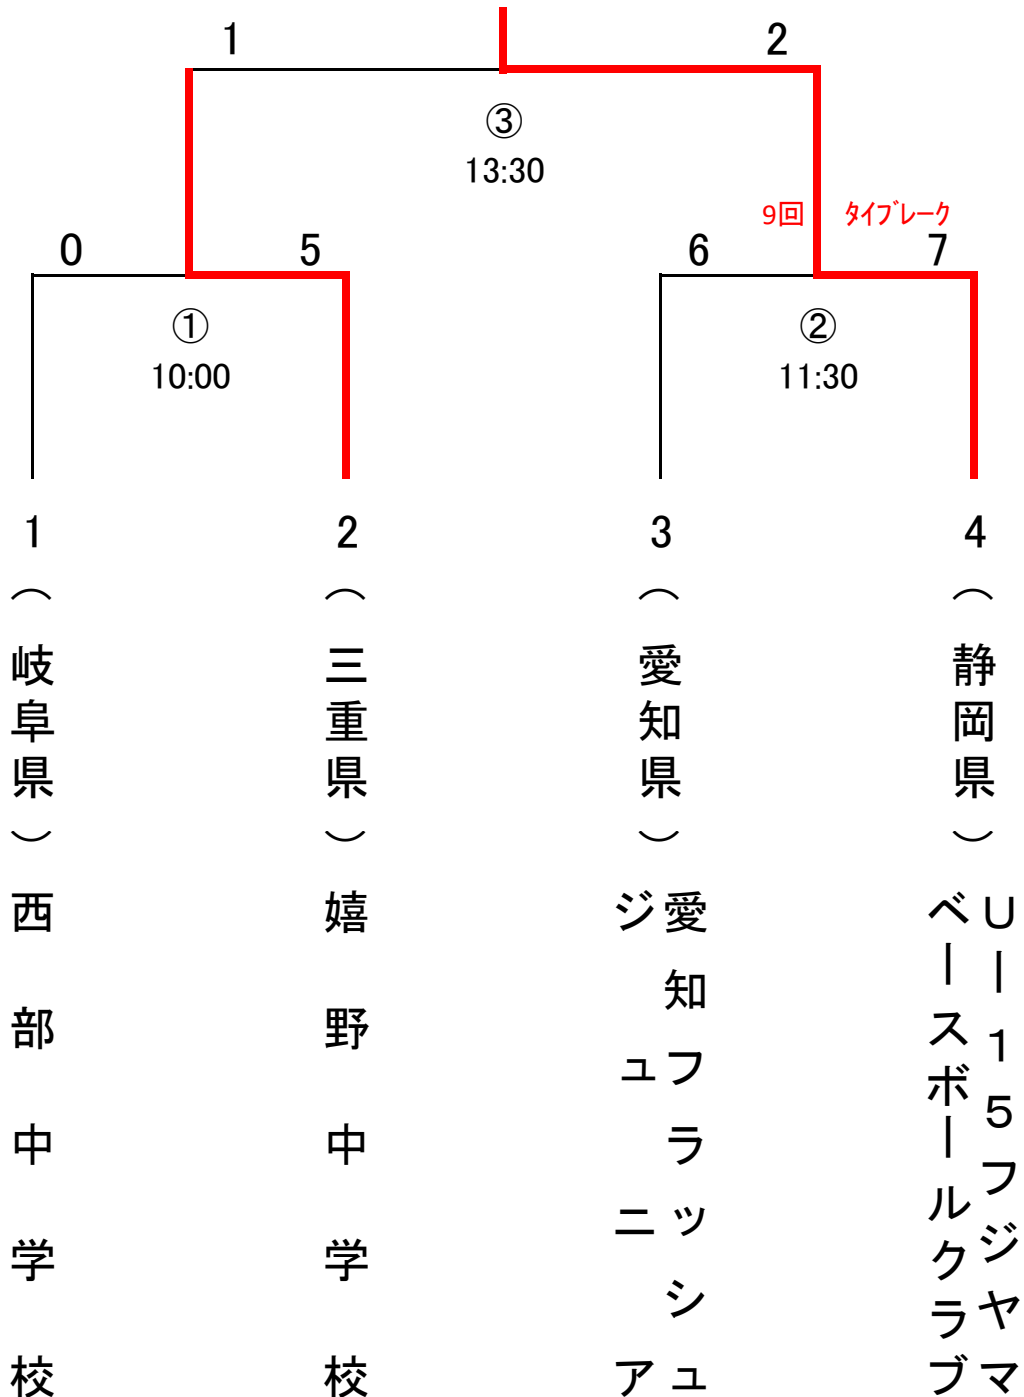 1
2
③
13:30
9回 ﾀｲﾌﾞﾚｰｸ
0
5
6
7
①
10:00
②
11:30
1
（岐阜県）
西部中学校
2
（三重県）
嬉野中学校
3
（愛知県）
愛知フラッシュ
ジュニア
4
（静岡県）
Ｕー１５フジヤマ
ベースボールクラブ